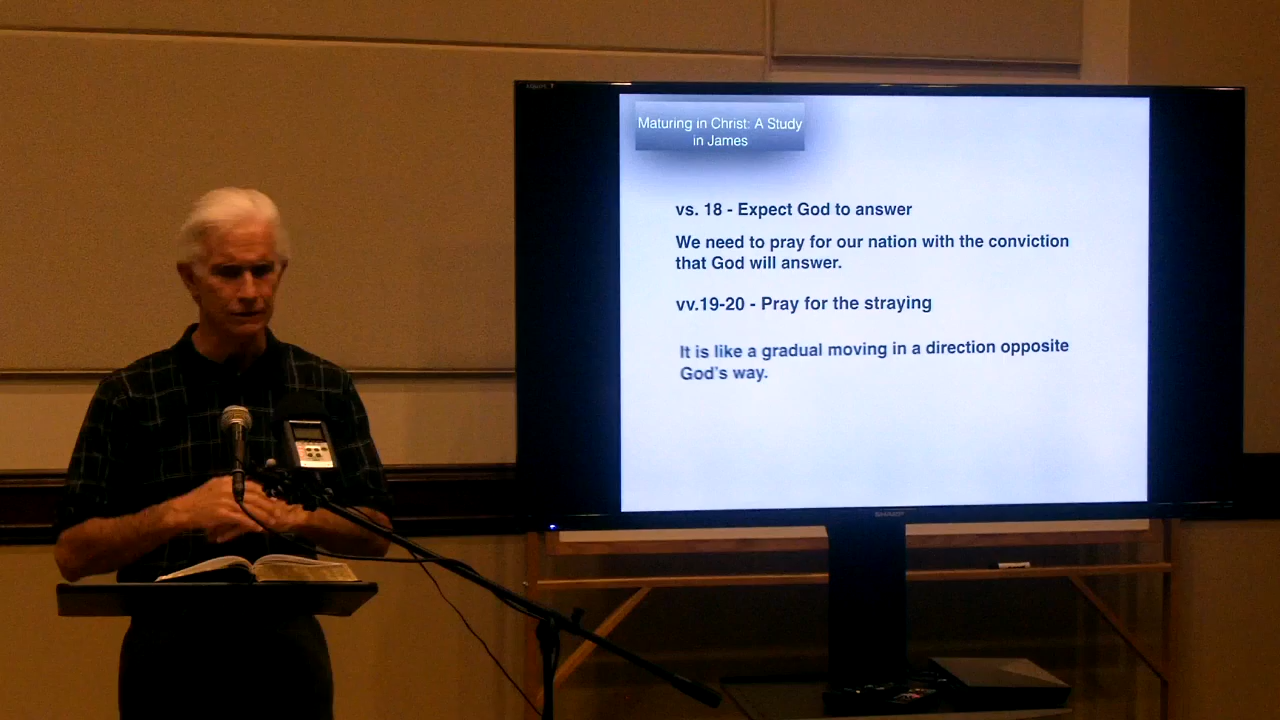 Maturing in Christ: A Study
in James
vs. 18 - Expect God to answer
We need to pray for our nation with the conviction
that God will answer.
vv.19-20 - Pray for the straying
It is like a gradual moving in a direction opposite
God's way.
SHARP